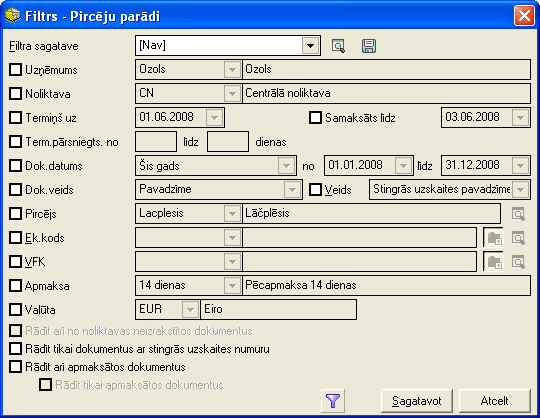 Filtrs - Pircēju parādi
Filtra sagatave [Nav]
Uzņēmums Ozols Ozols
Noliktava CN Centrālā noliktava
Termiņš uz 01.06.2008 Samaksāts līdz 03.06.2008
Term.pārsniegts. no līdz dienas
Dok.datums Šis gads no 01.01.2008 līdz 31.12.2008
Dok.veids Pavadzīme Veids Stingrās uzskaites pavadzīme
Pircējs Lacplesis Lāčplēsis
Ek.kods
VFK
Apmaksa 14 dienas Pēcapmaksa 14 dienas
Valūta EUR Eiro
Rādīt arī no noliktavas neizrakstītos dokumentus
Rādīt tikai dokumentus ar stingrās uzskaites numuru
Rādīt arī apmaksātos dokumentus
Rādīt tikai apmaksātos dokumentus
Sagatavot Atcelt